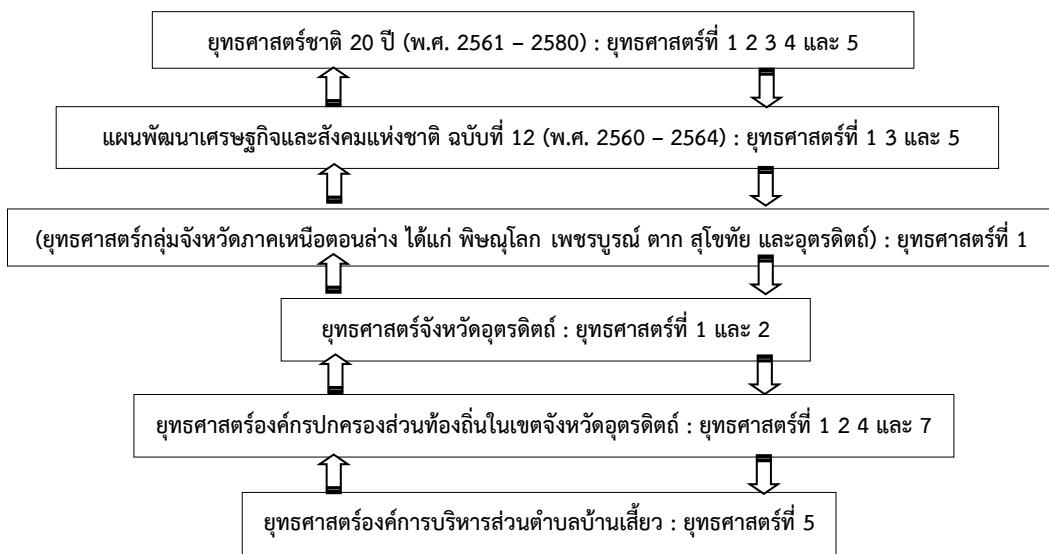 ยุทธศาสตร์ชาติ 20 ปี (พ.ศ. 2561 – 2580) : ยุทธศาสตร์ที่ 1 2 3 4 และ 5
แผนพัฒนาเศรษฐกิจและสังคมแห่งชาติ ฉบับที่ 12 (พ.ศ. 2560 – 2564) : ยุทธศาสตร์ที่ 1 3 และ 5
(ยุทธศาสตร์กลุ่มจังหวัดภาคเหนือตอนล่าง ได้แก่ พิษณุโลก เพชรบูรณ์ ตาก สุโขทัย และอุตรดิตถ์) : ยุทธศาสตร์ที่ 1
ยุทธศาสตร์จังหวัดอุตรดิตถ์ : ยุทธศาสตร์ที่ 1 และ 2
ยุทธศาสตร์องค์กรปกครองส่วนท้องถิ่นในเขตจังหวัดอุตรดิตถ์ : ยุทธศาสตร์ที่ 1 2 4 และ 7
ยุทธศาสตร์องค์การบริหารส่วนตำบลบ้านเสี้ยว : ยุทธศาสตร์ที่ 5